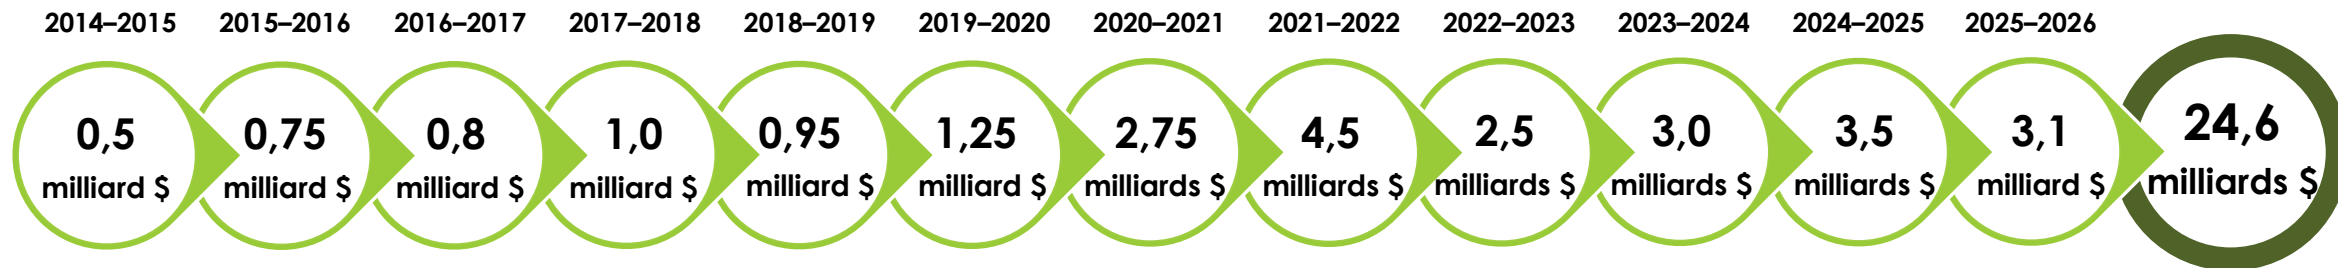 2014–2015 2015–2016 2016–2017 2017–2018 2018–2019 2019–2020 2020–2021 2021–2022 2022–2023 2023–2024 2024–2025 2025–2026
0,5 0,75 0,8 1,0 0,95 1,25 2,75 4,5 2,5 3,0 3,5 3,1 24,6
milliard $ milliard $ milliard $ milliard $ milliard $ milliard $ milliards $ milliards $ milliards $ milliards $ milliards $ milliard $ milliards $